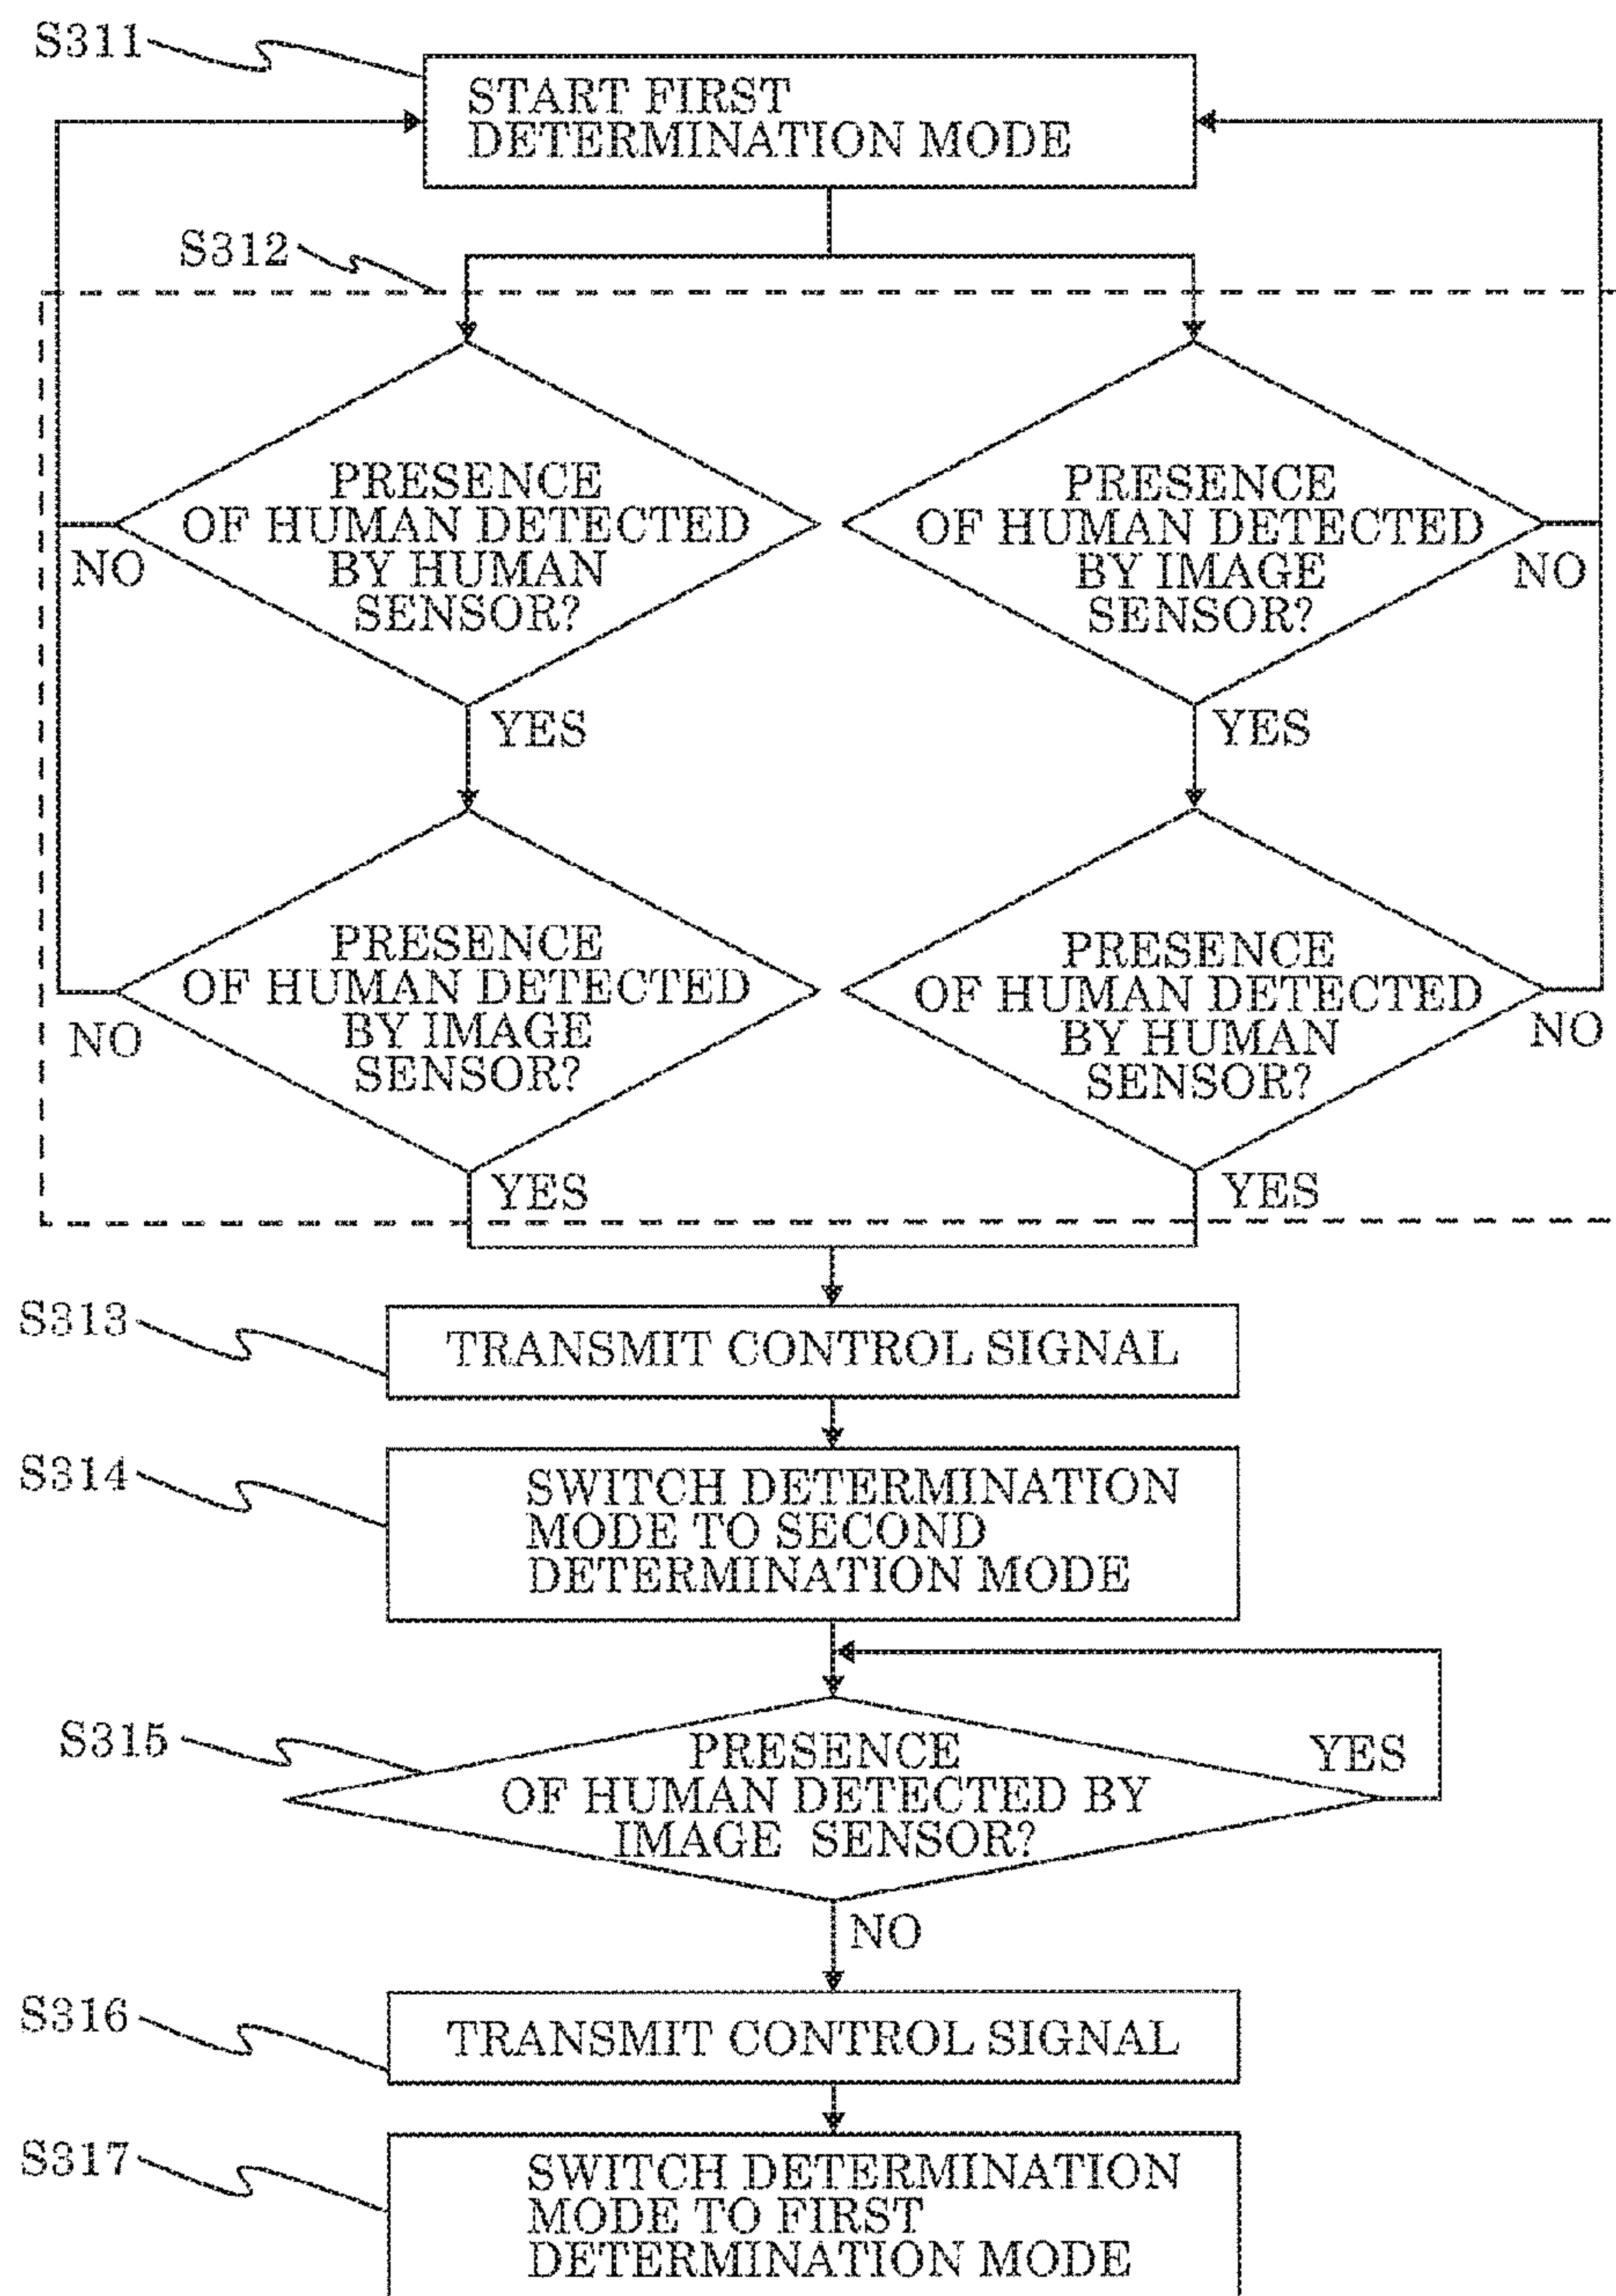 S311
START FIRST
DETERMINATION MODE
S312
PRESENCE
OF HUMAN DETECTED
BY HUMAN
SENSOR?
NO
YES
PRESENCE
OF HUMAN DETECTED
BY IMAGE
SENSOR?
NO
YES
PRESENCE
OF HUMAN DETECTED
BY IMAGE
SENSOR?
NO
YES
PRESENCE
OF HUMAN DETECTED
BY HUMAN
SENSOR?
NO
YES
S313
TRANSMIT CONTROL SIGNAL
S314
SWITCH DETERMINATION
MODE TO SECOND
DETERMINATION MODE
S315
PRESENCE
OF HUMAN DETECTED BY
IMAGE SENSOR?
YES
NO
S316
TRANSMIT CONTROL SIGNAL
S317
SWITCH DETERMINATION
MODE TO FIRST
DETERMINATION MODE